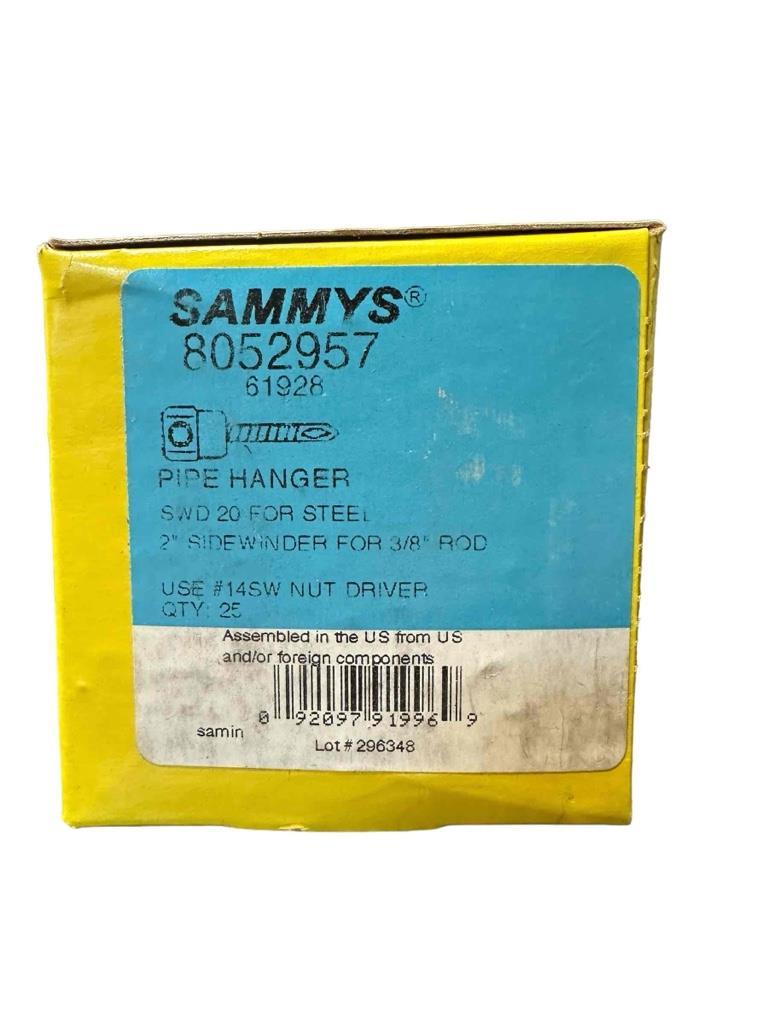 SAMMYS®
8052957
61928
PIPE HANGER
SWD 20 FOR STEEL
2" SIDEWINDER FOR 3/8" ROD
USE #14SW NUT DRIVER
QTY: 25
Assembled in the US from US
and/or foreign components
0 92097 91996 9
samin
Lot # 296348